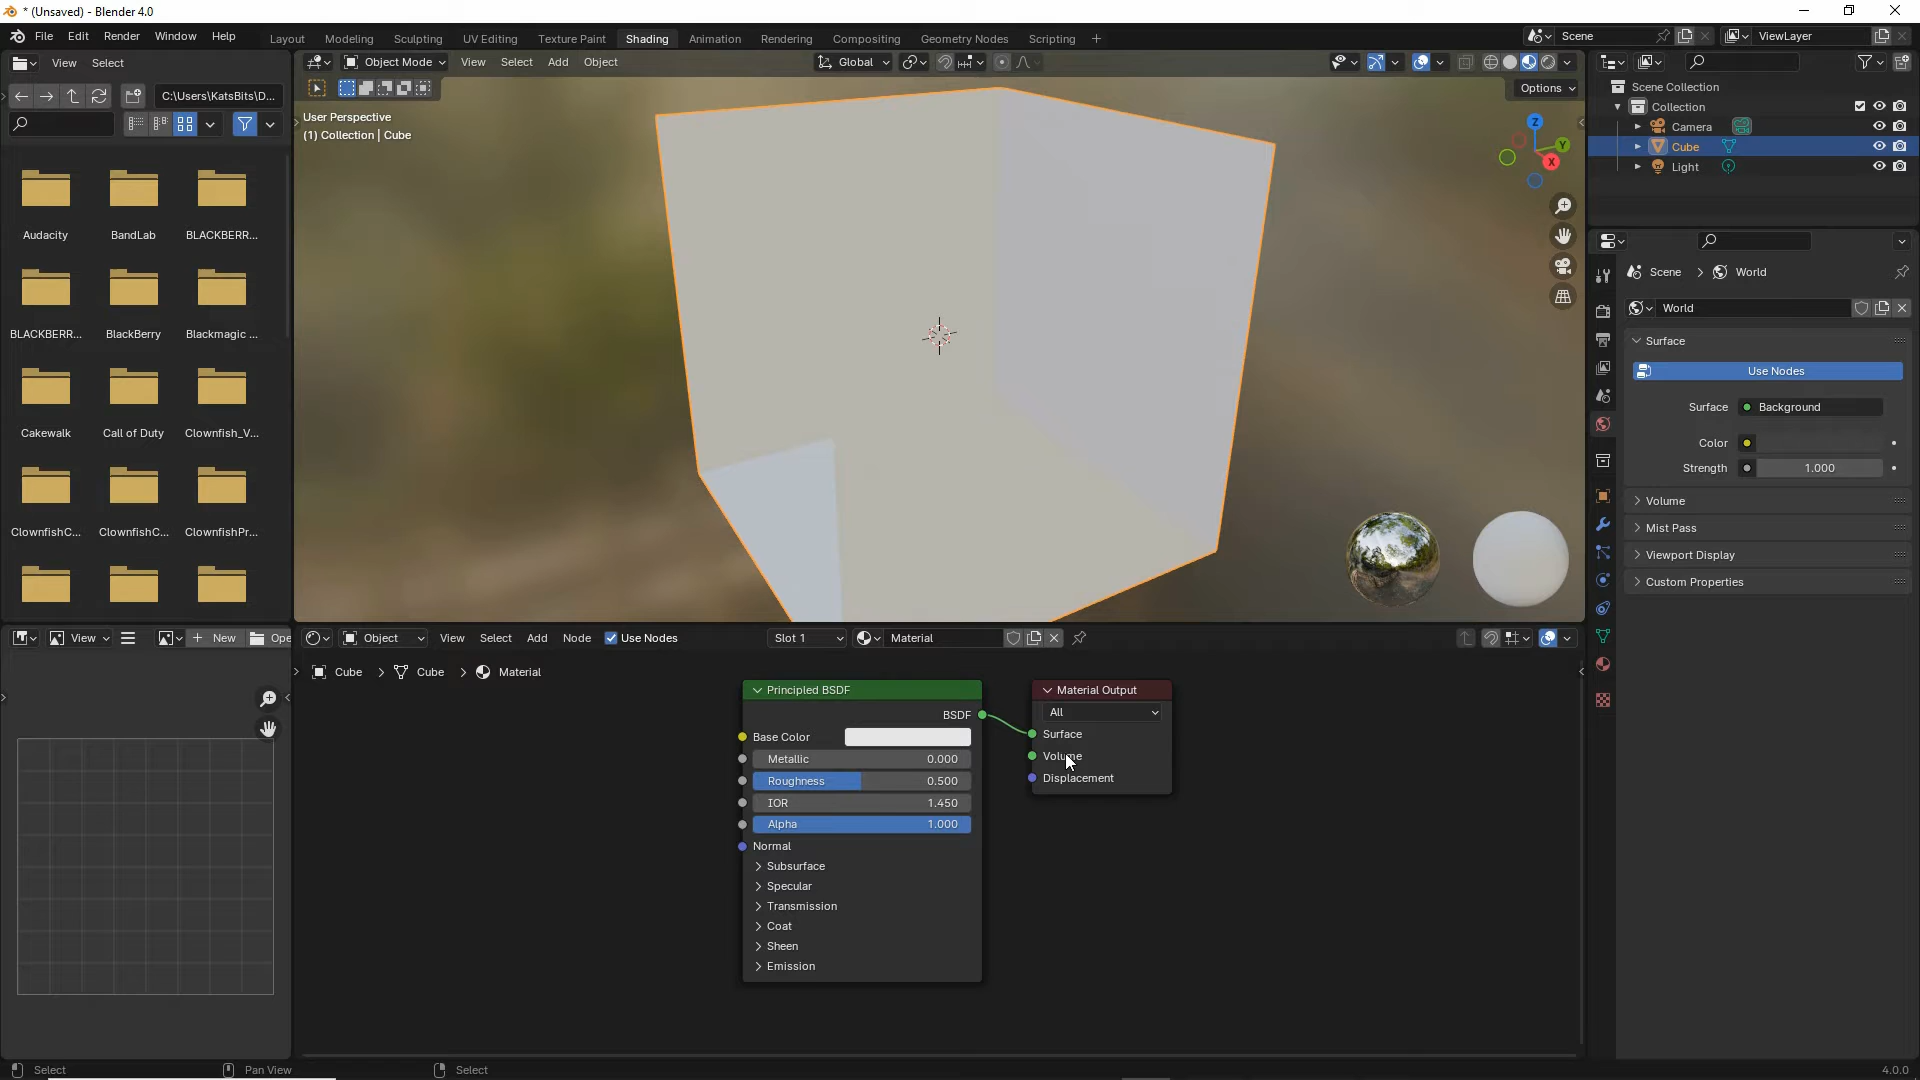 * (Unsaved) - Blender 4.0
File Edit Render Window Help
Layout Modeling Sculpting UV Editing Texture Paint Shading Animation Rendering Compositing Geometry Nodes Scripting +
Scene
ViewLayer
View Select
C:\Users\KatsBits\D...
Audacity BandLab BLACKBERR...
BLACKBERR... BlackBerry Blackmagic ...
Cakewalk Call of Duty Clownfish_V...
ClownfishC... ClownfishC... ClownfishPr...
Object Mode View Select Add Object
Global
Options
User Perspective
(1) Collection | Cube
Z
Y
X
Scene Collection
Collection
Camera
Cube
Light
Scene > World
World
Surface
Use Nodes
Surface Background
Color
Strength 1.000
Volume
Mist Pass
Viewport Display
Custom Properties
View + New Ope
Object View Select Add Node Use Nodes Slot 1 Material
Cube > Cube > Material
Principled BSDF
BSDF
Base Color
Metallic 0.000
Roughness 0.500
IOR 1.450
Alpha 1.000
Normal
Subsurface
Specular
Transmission
Coat
Sheen
Emission
Material Output
All
Surface
Volume
Displacement
Select Pan View Select 4.0.0